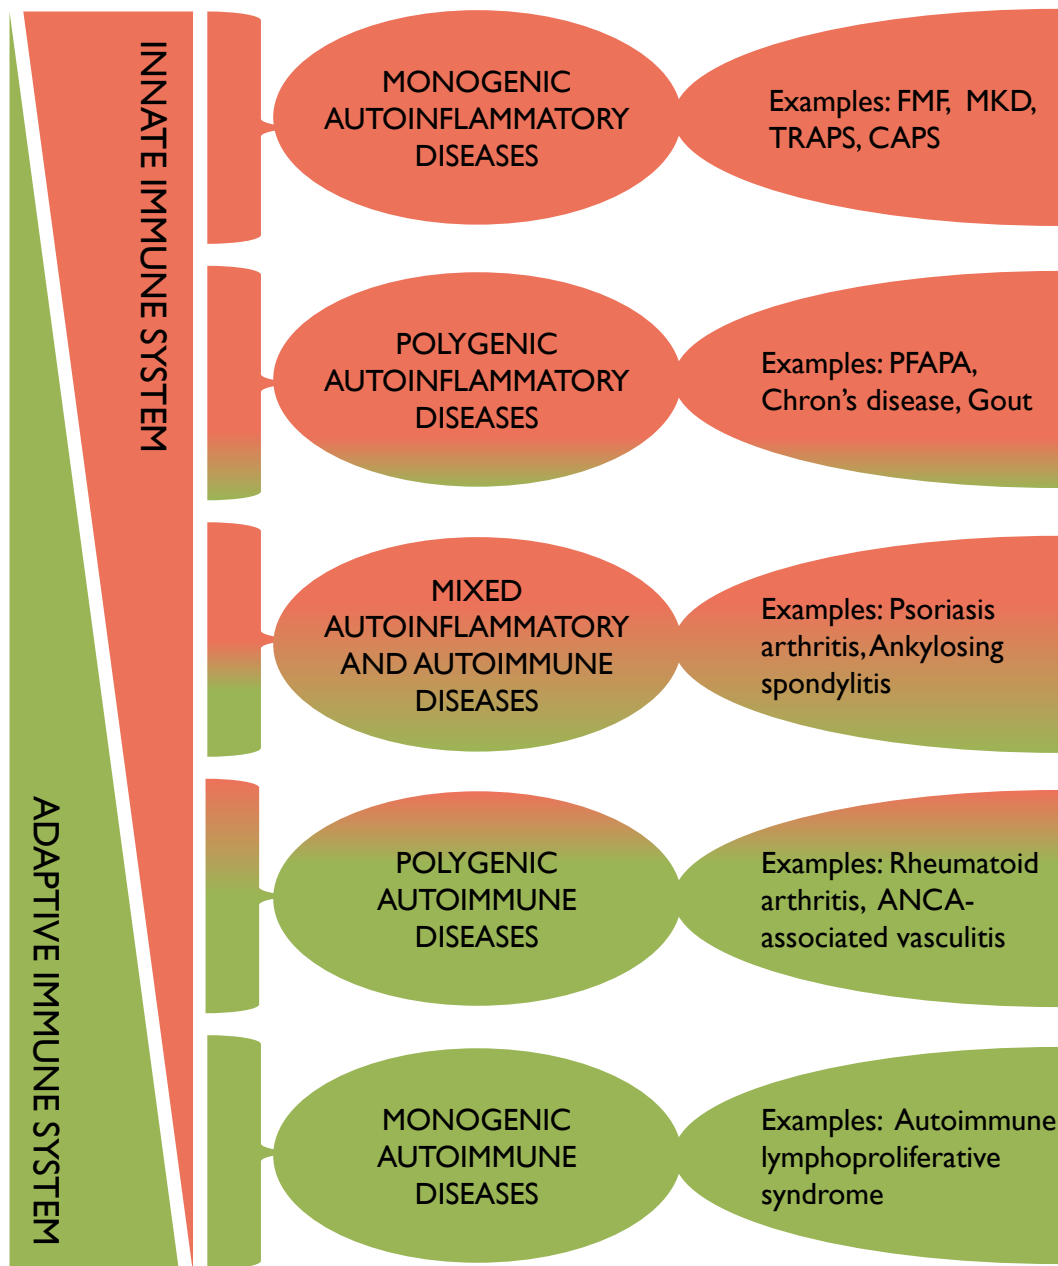 INNATE IMMUNE SYSTEM
ADAPTIVE IMMUNE SYSTEM
MONOGENIC
AUTOINFLAMMATORY
DISEASES
Examples: FMF, MKD,
TRAPS, CAPS
POLYGENIC
AUTOINFLAMMATORY
DISEASES
Examples: PFAPA,
Chron's disease, Gout
MIXED
AUTOINFLAMMATORY
AND AUTOIMMUNE
DISEASES
Examples: Psoriasis
arthritis, Ankylosing
spondylitis
POLYGENIC
AUTOIMMUNE
DISEASES
Examples: Rheumatoid
arthritis, ANCA-
associated vasculitis
MONOGENIC
AUTOIMMUNE
DISEASES
Examples: Autoimmune
lymphoproliferative
syndrome